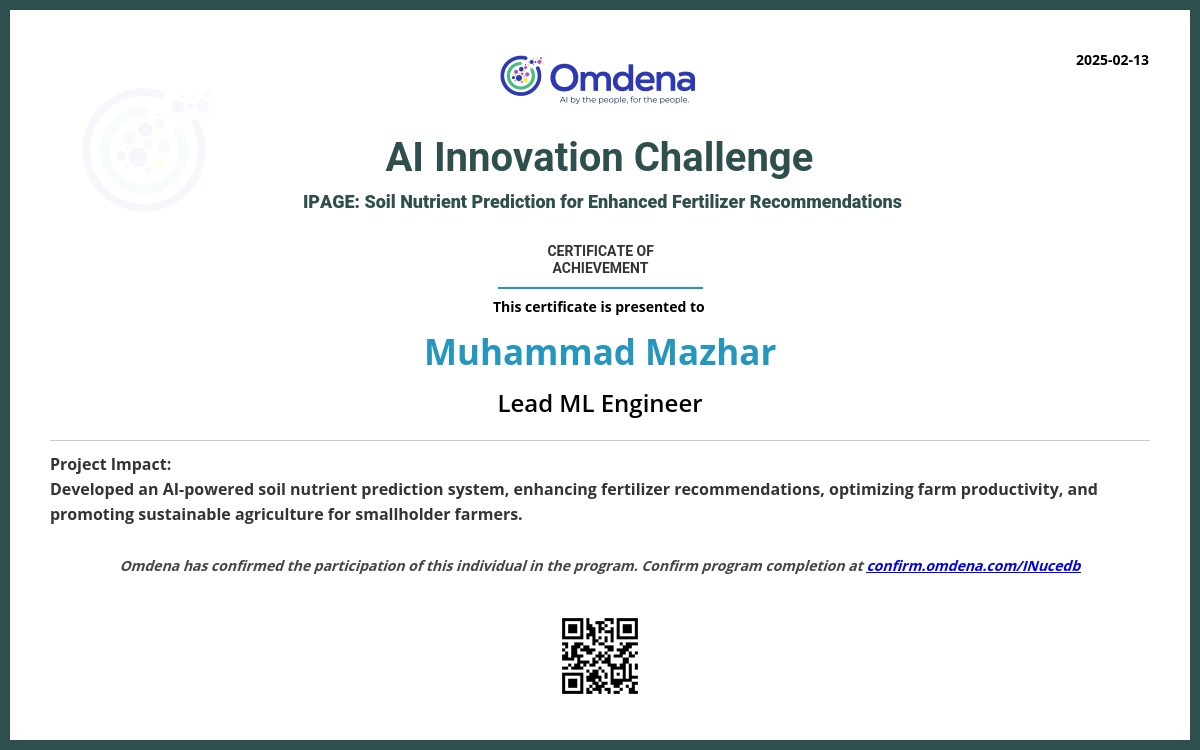 2025-02-13
Omdena
AI by the people, for the people.
AI Innovation Challenge
IPAGE: Soil Nutrient Prediction for Enhanced Fertilizer Recommendations
CERTIFICATE OF
ACHIEVEMENT
This certificate is presented to
Muhammad Mazhar
Lead ML Engineer
Project Impact:
Developed an AI-powered soil nutrient prediction system, enhancing fertilizer recommendations, optimizing farm productivity, and
promoting sustainable agriculture for smallholder farmers.
Omdena has confirmed the participation of this individual in the program. Confirm program completion at confirm.omdena.com/INucedb